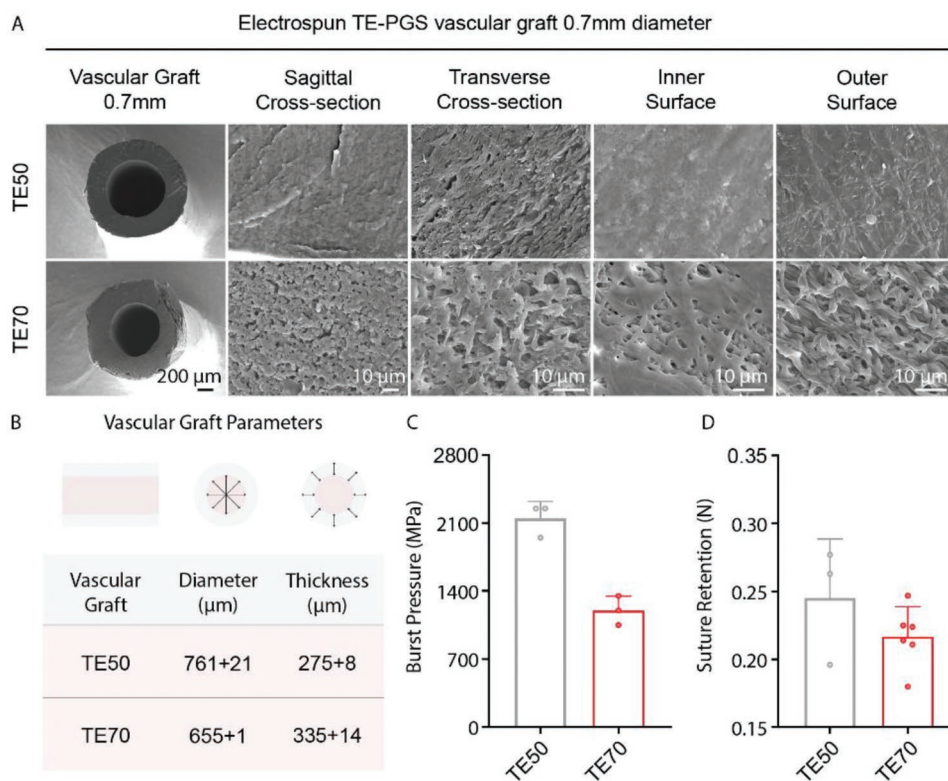 A
Electrospun TE-PGS vascular graft 0.7mm diameter
Vascular Graft
0.7mm
Sagittal
Cross-section
Transverse
Cross-section
Inner
Surface
Outer
Surface
TE50
TE70
200 μm
10 μm
10 μm
10 μm
10 μm
B
Vascular Graft Parameters
Vascular
Graft
Diameter
(μm)
Thickness
(μm)
TE50
761+21
275+8
TE70
655+1
335+14
C
Burst Pressure (MPa)
2800
2100
1400
700
0
TE50
TE70
D
Suture Retention (N)
0.35
0.30
0.25
0.20
0.15
TE50
TE70